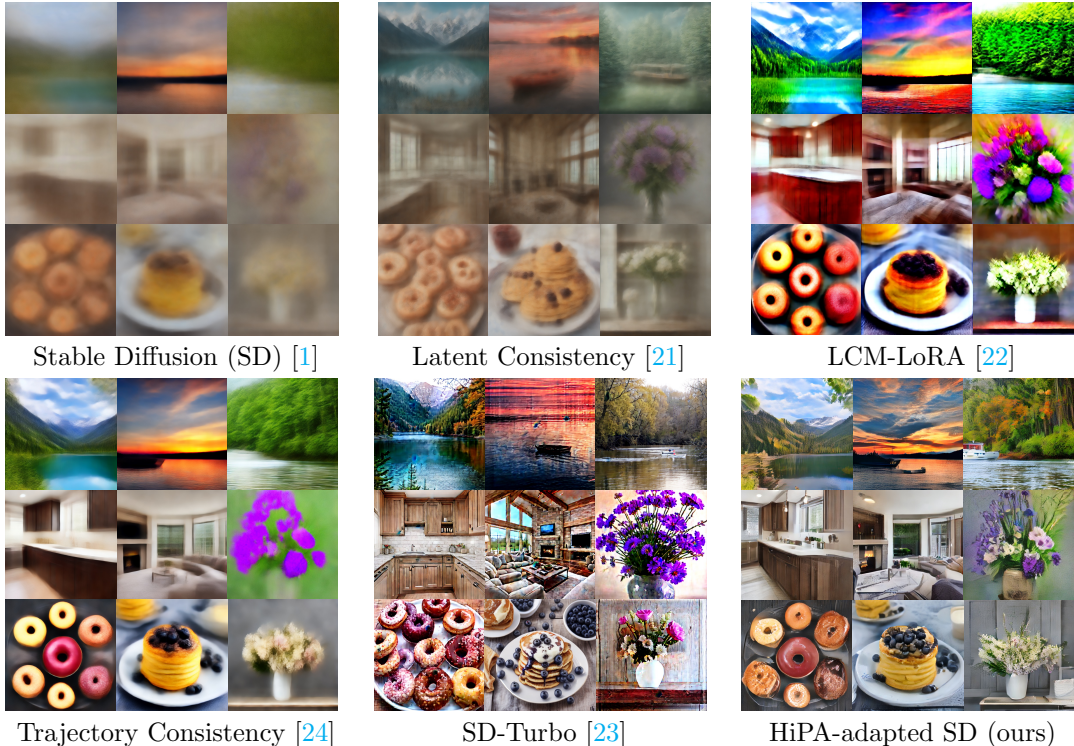 Stable Diffusion (SD) [1]
Latent Consistency [21]
LCM-LoRA [22]
Trajectory Consistency [24]
SD-Turbo [23]
HiPA-adapted SD (ours)